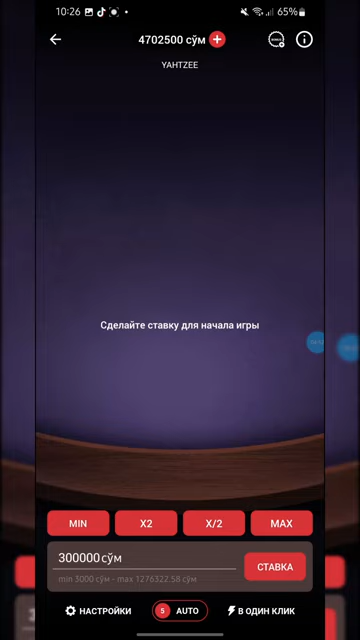 10:26
65%
4702500 сўм
YAHTZEE
Сделайте ставку для начала игры
MIN X2 X/2 MAX
300000 сўм
СТАВКА
min 3000 сўм - max 1276322.58 сўм
НАСТРОЙКИ 5 AUTO В ОДИН КЛИК